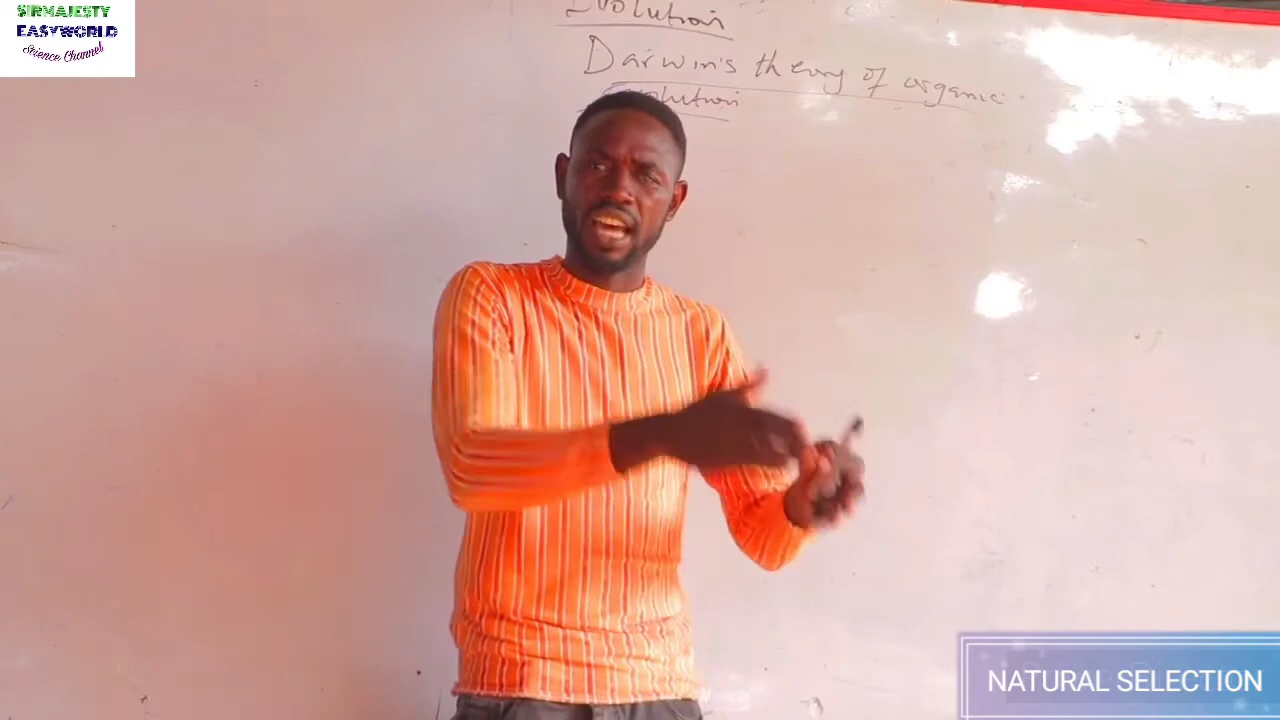 SIRMAJESTY
EASYWORLD
Science Channel
Evolution
Darwin's theory of organic
evolution
NATURAL SELECTION